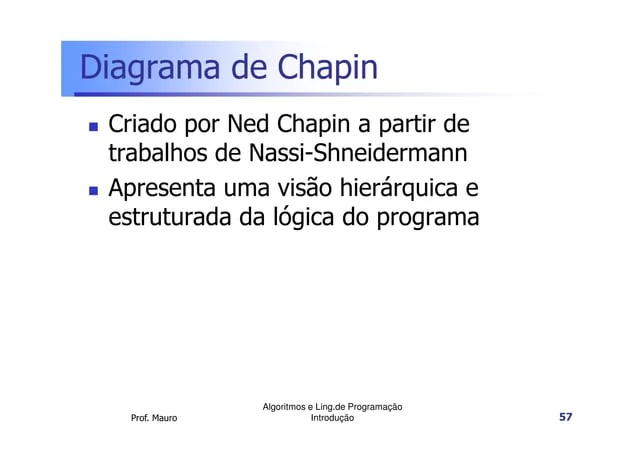 Diagrama de Chapin
Criado por Ned Chapin a partir de
trabalhos de Nassi-Shneidermann
Apresenta uma visão hierárquica e
estruturada da lógica do programa
Algoritmos e Ling.de Programação
Prof. Mauro Introdução 57